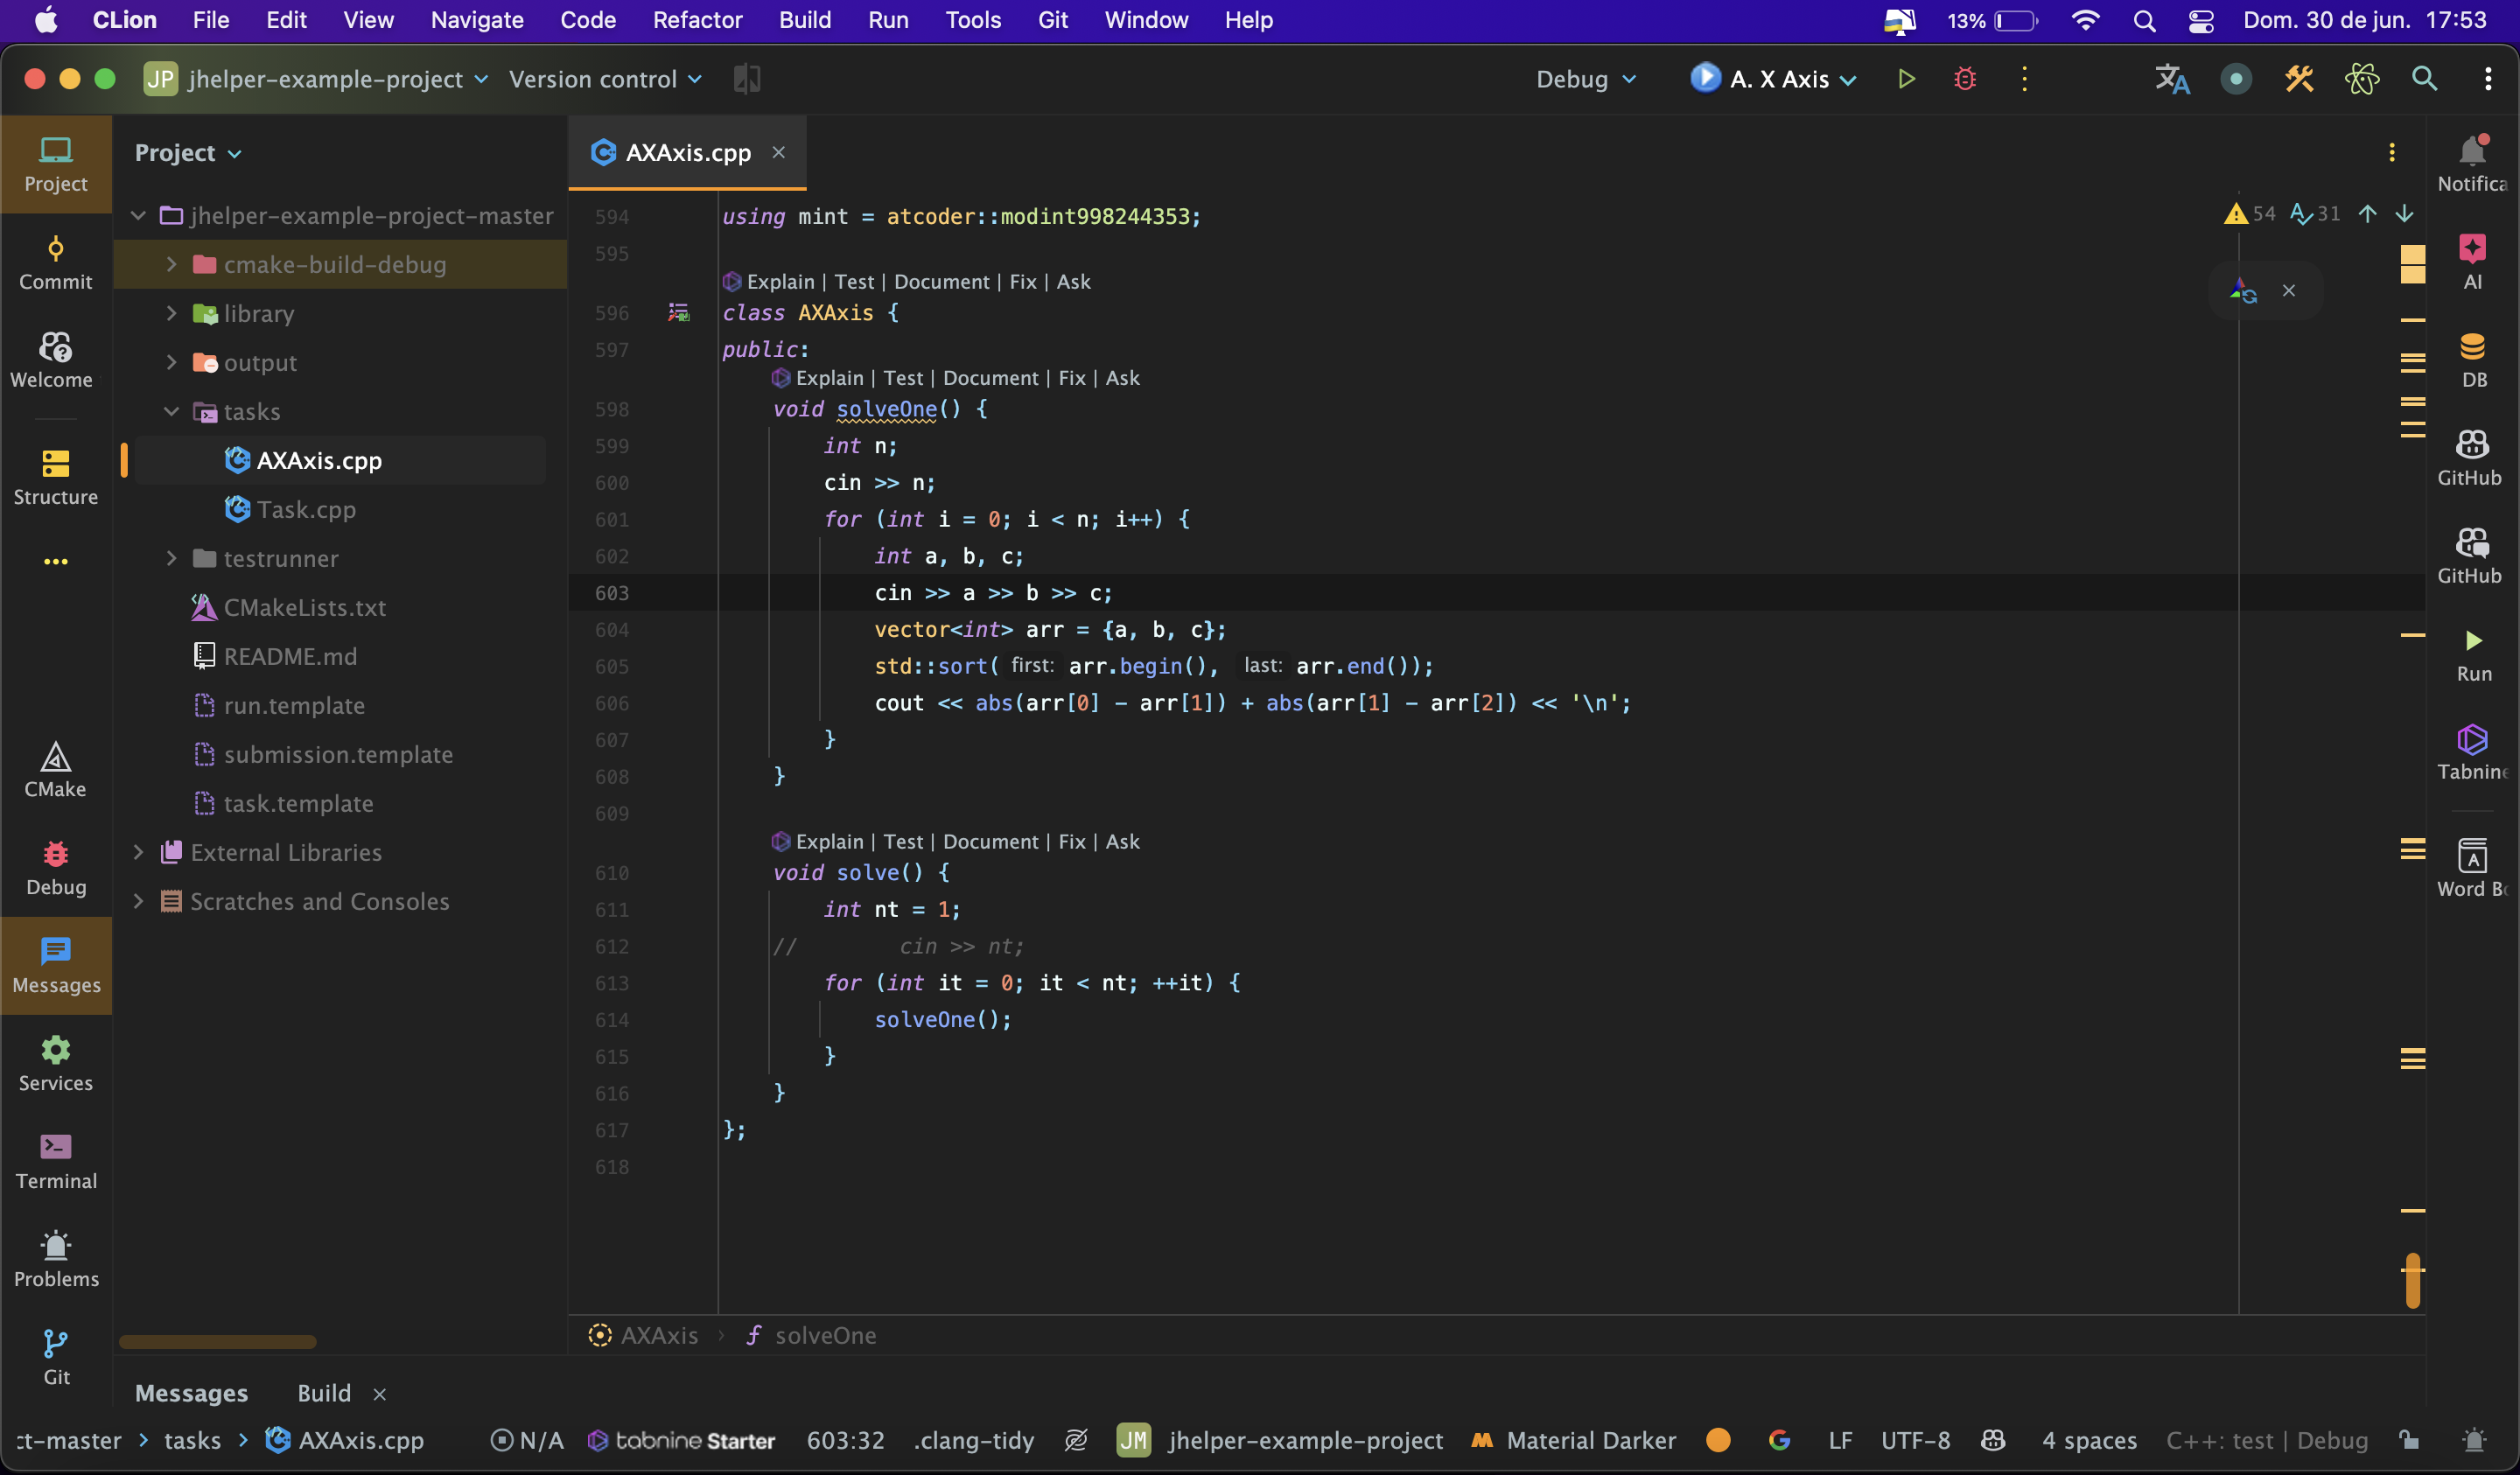 CLion File Edit View Navigate Code Refactor Build Run Tools Git Window Help 13% Dom. 30 de jun. 17:53
JP jhelper-example-project Version control Debug A. X Axis
Project
Commit
Welcome
Structure
CMake
Debug
Messages
Services
Terminal
Problems
Git
Project
jhelper-example-project-master
cmake-build-debug
library
output
tasks
AXAxis.cpp
Task.cpp
testrunner
CMakeLists.txt
README.md
run.template
submission.template
task.template
External Libraries
Scratches and Consoles
AXAxis.cpp
54 31
594 using mint = atcoder::modint998244353;
595
Explain | Test | Document | Fix | Ask
596 class AXAxis {
597 public:
Explain | Test | Document | Fix | Ask
598 void solveOne() {
599 int n;
600 cin >> n;
601 for (int i = 0; i < n; i++) {
602 int a, b, c;
603 cin >> a >> b >> c;
604 vector<int> arr = {a, b, c};
605 std::sort( first: arr.begin(), last: arr.end());
606 cout << abs(arr[0] - arr[1]) + abs(arr[1] - arr[2]) << '\n';
607 }
608 }
609
Explain | Test | Document | Fix | Ask
610 void solve() {
611 int nt = 1;
612 // cin >> nt;
613 for (int it = 0; it < nt; ++it) {
614 solveOne();
615 }
616 }
617 };
618
AXAxis › f solveOne
Notifica
AI
DB
GitHub
GitHub
Run
Tabnine
Word Bo
Messages Build
ct-master › tasks › AXAxis.cpp N/A tabnine Starter 603:32 .clang-tidy JM jhelper-example-project Material Darker LF UTF-8 4 spaces C++: test | Debug